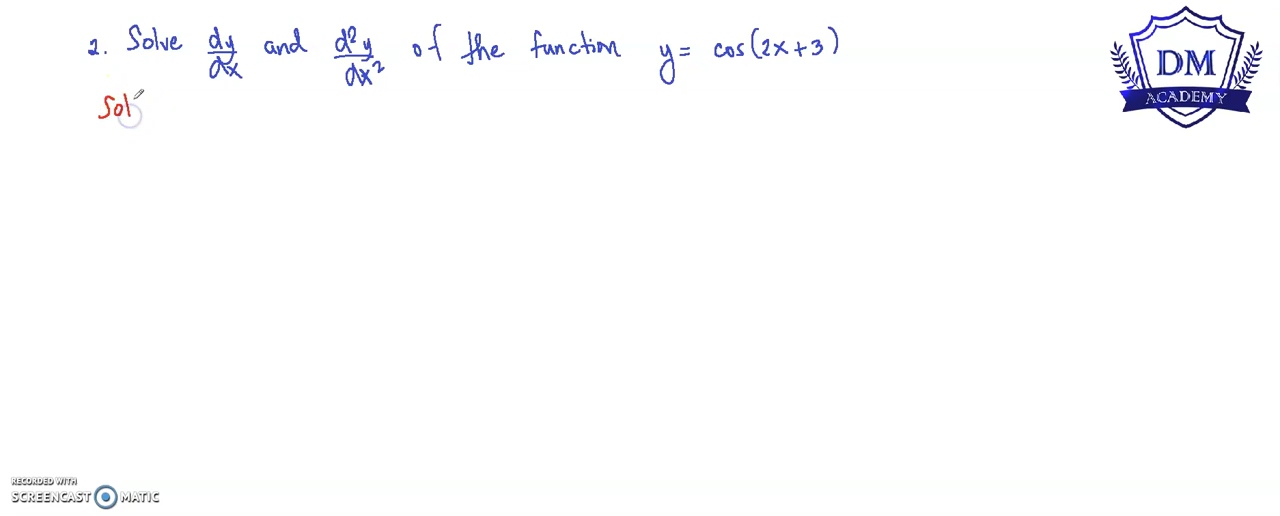 2. Solve dy/dx and d²y/dx² of the function y = cos(2x+3)
Sol
DM
ACADEMY
RECORDED WITH
SCREENCAST MATIC